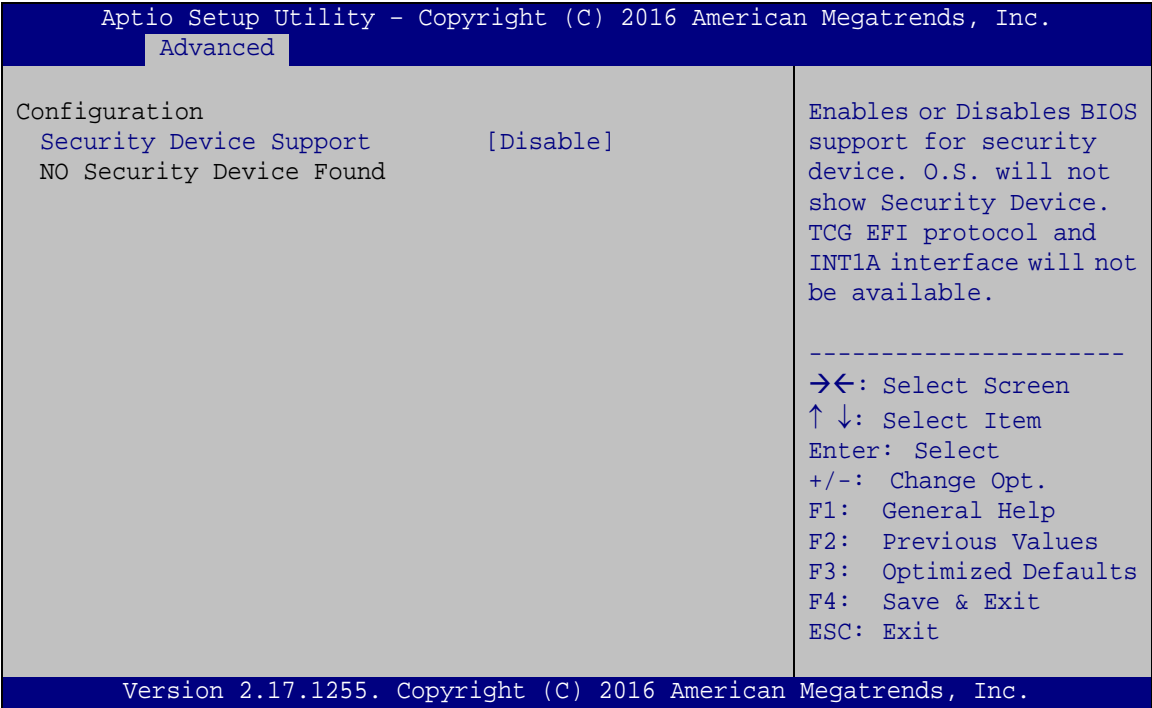 Aptio Setup Utility – Copyright (C) 2016 American Megatrends, Inc.
Advanced
Configuration
Security Device Support [Disable]
NO Security Device Found
Enables or Disables BIOS
support for security
device. O.S. will not
show Security Device.
TCG EFI protocol and
INT1A interface will not
be available.
----------------------
→←: Select Screen
↑ ↓: Select Item
Enter: Select
+/-: Change Opt.
F1: General Help
F2: Previous Values
F3: Optimized Defaults
F4: Save & Exit
ESC: Exit
Version 2.17.1255. Copyright (C) 2016 American Megatrends, Inc.